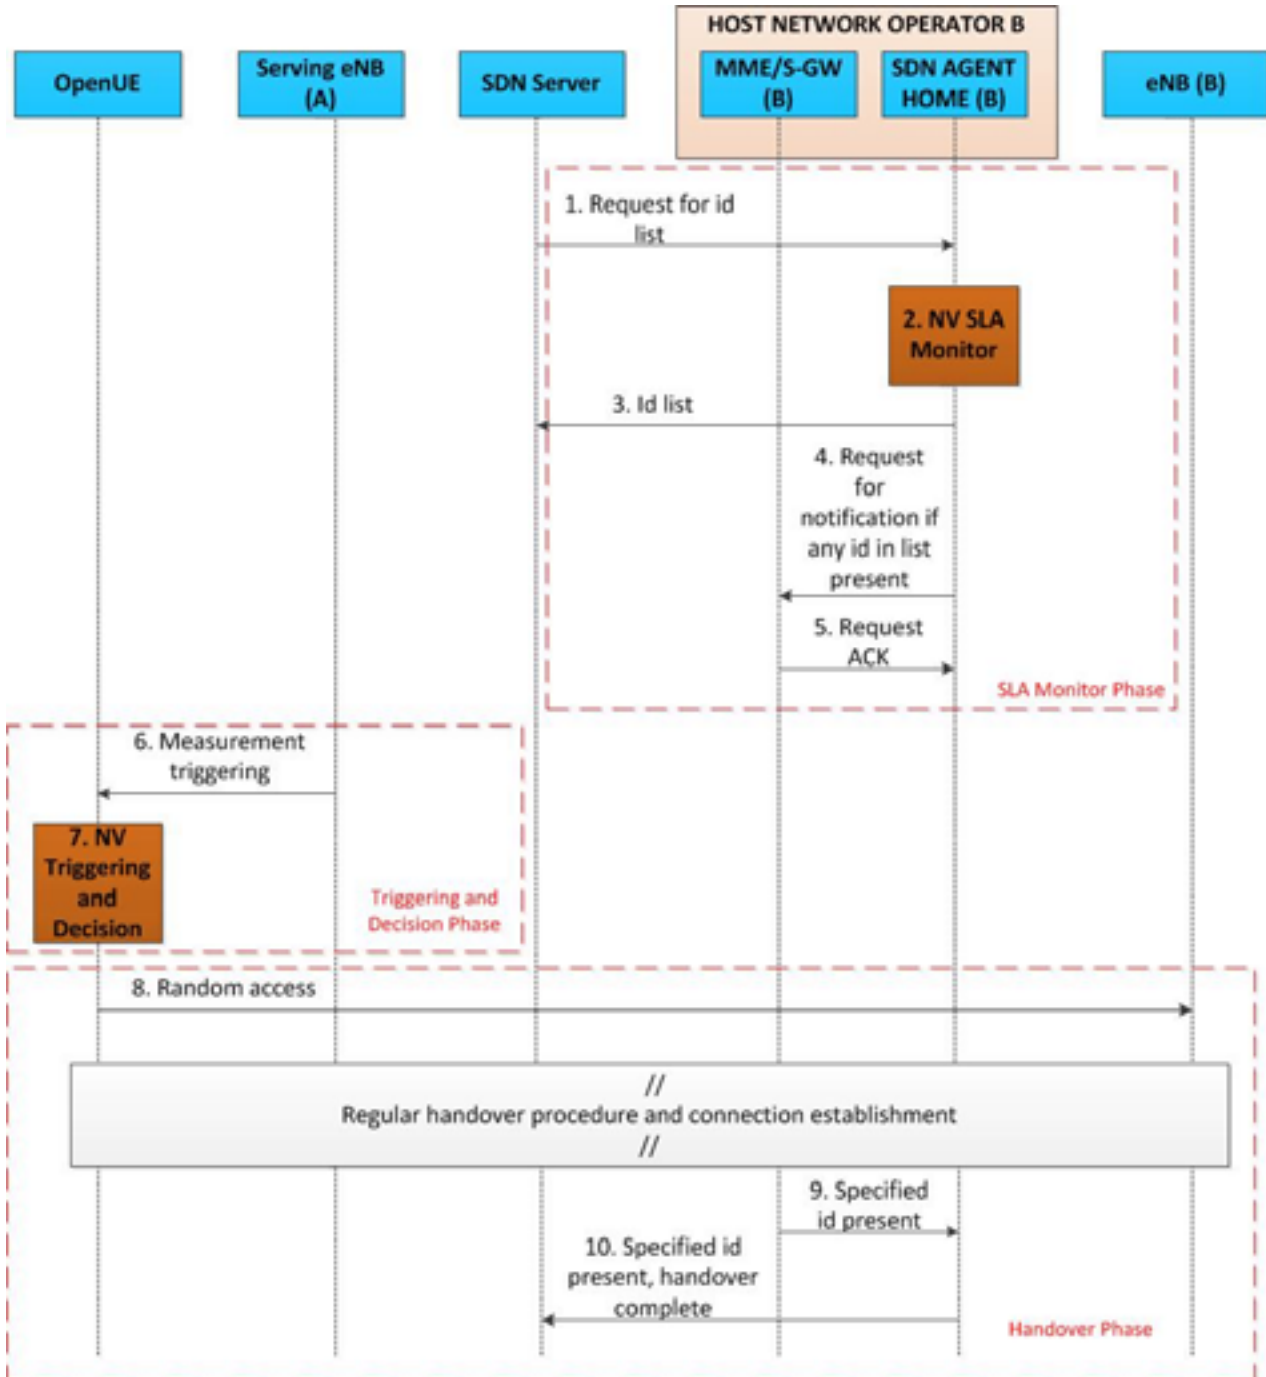 HOST NETWORK OPERATOR B
OpenUE
Serving eNB
(A)
SDN Server
MME/S-GW
(B)
SDN AGENT
HOME (B)
eNB (B)
1. Request for id
list
2. NV SLA
Monitor
3. Id list
4. Request
for
notification if
any id in list
present
5. Request
ACK
SLA Monitor Phase
6. Measurement
triggering
7. NV
Triggering
and
Decision
Triggering and
Decision Phase
8. Random access
//
Regular handover procedure and connection establishment
//
9. Specified
id present
10. Specified id
present, handover
complete
Handover Phase